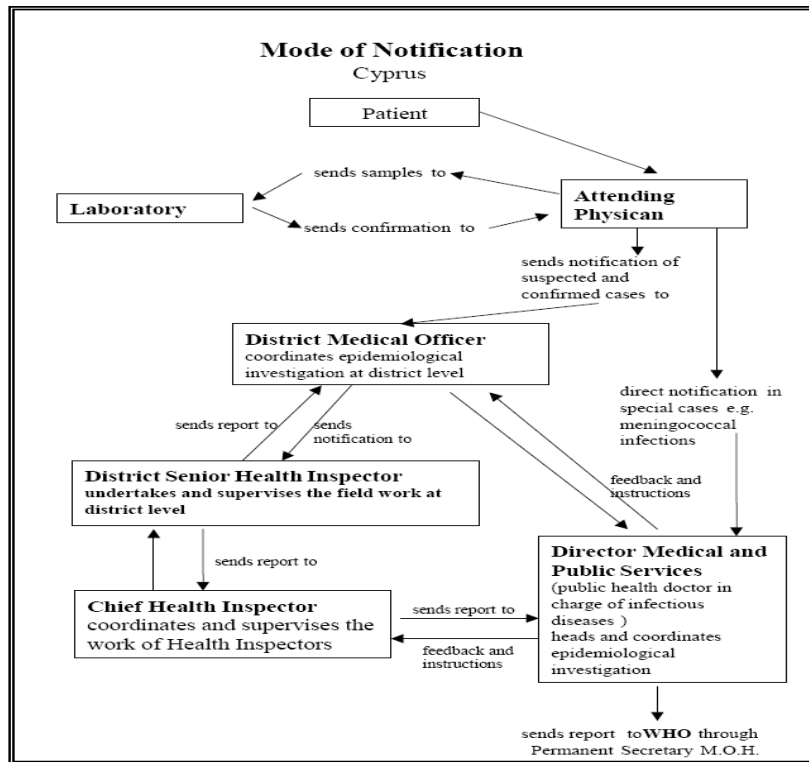 Mode of Notification
Cyprus
Patient
sends samples to
Laboratory
Attending
Physican
sends confirmation to
sends notification of
suspected and
confirmed cases to
District Medical Officer
coordinates epidemiological
investigation at district level
direct notification in
special cases e.g.
meningococcal
infections
sends report to
sends
notification to
District Senior Health Inspector
undertakes and supervises the field work at
district level
feedback and
instructions
sends report to
Director Medical and
Public Services
(public health doctor in
charge of infectious
diseases )
heads and coordinates
epidemiological
investigation
Chief Health Inspector
coordinates and supervises the
work of Health Inspectors
sends report to
feedback and
instructions
sends report toWHO through
Permanent Secretary M.O.H.